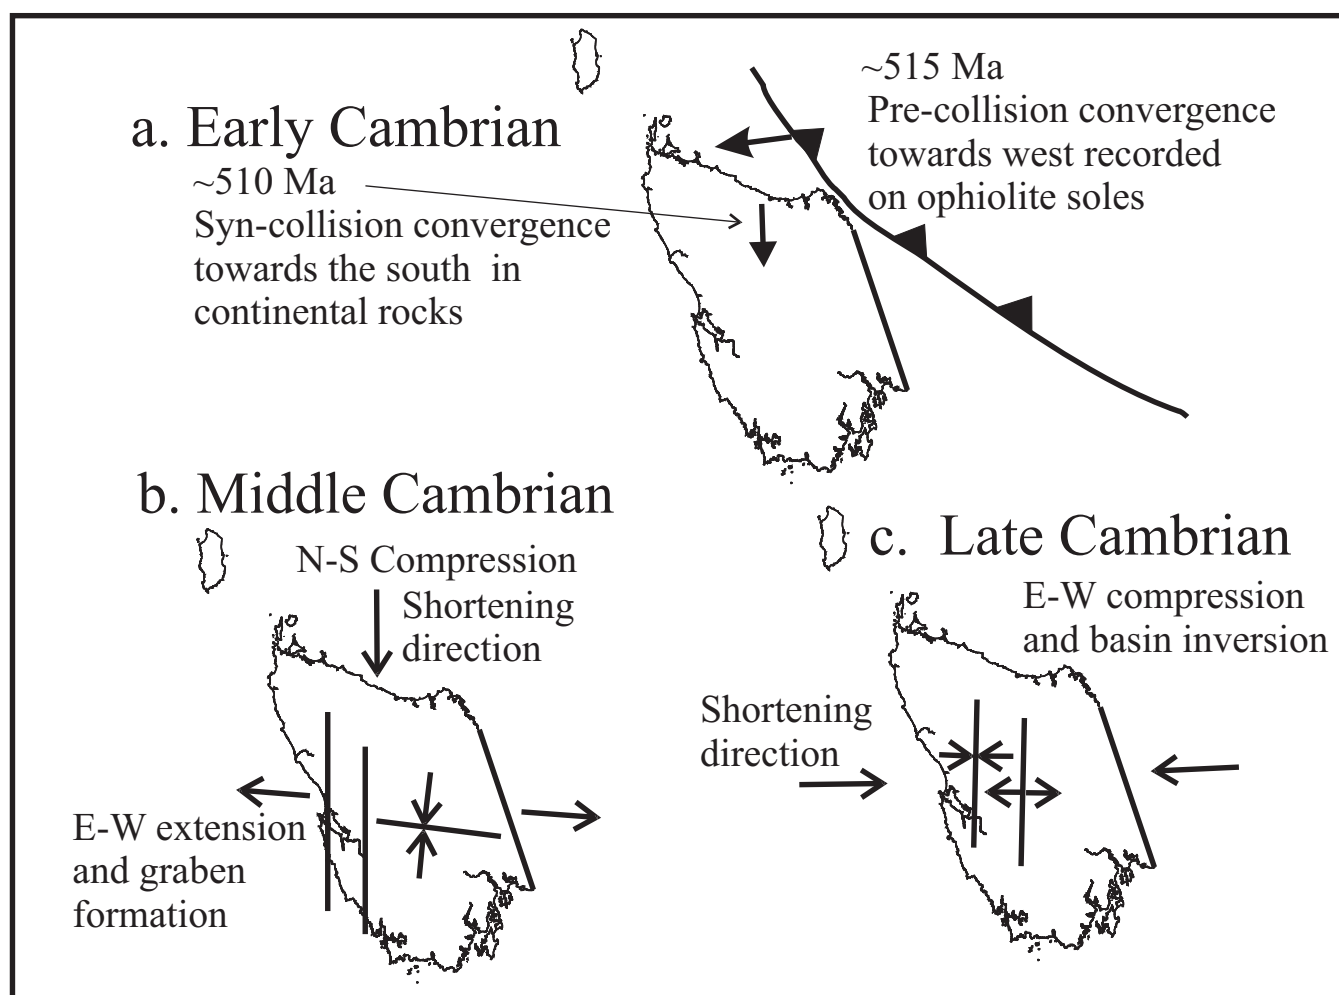 a. Early Cambrian
~510 Ma
Syn-collision convergence
towards the south in
continental rocks
~515 Ma
Pre-collision convergence
towards west recorded
on ophiolite soles
b. Middle Cambrian
N-S Compression
Shortening
direction
E-W extension
and graben
formation
c. Late Cambrian
E-W compression
and basin inversion
Shortening
direction